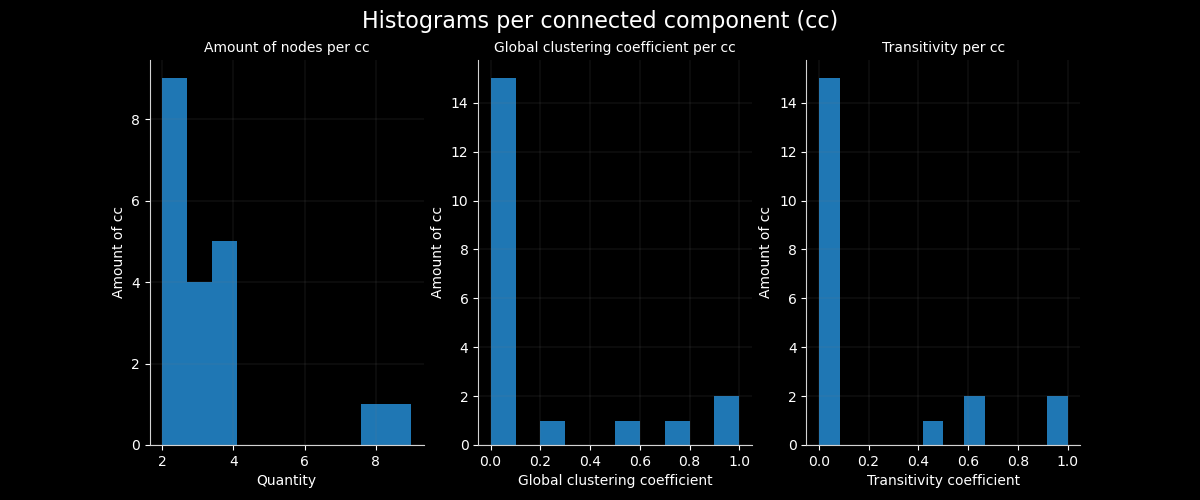 Histograms per connected component (cc)
Amount of nodes per cc
Amount of cc
8
6
4
2
0
2 4 6 8
Quantity
Global clustering coefficient per cc
Amount of cc
14
12
10
8
6
4
2
0
0.0 0.2 0.4 0.6 0.8 1.0
Global clustering coefficient
Transitivity per cc
Amount of cc
14
12
10
8
6
4
2
0
0.0 0.2 0.4 0.6 0.8 1.0
Transitivity coefficient